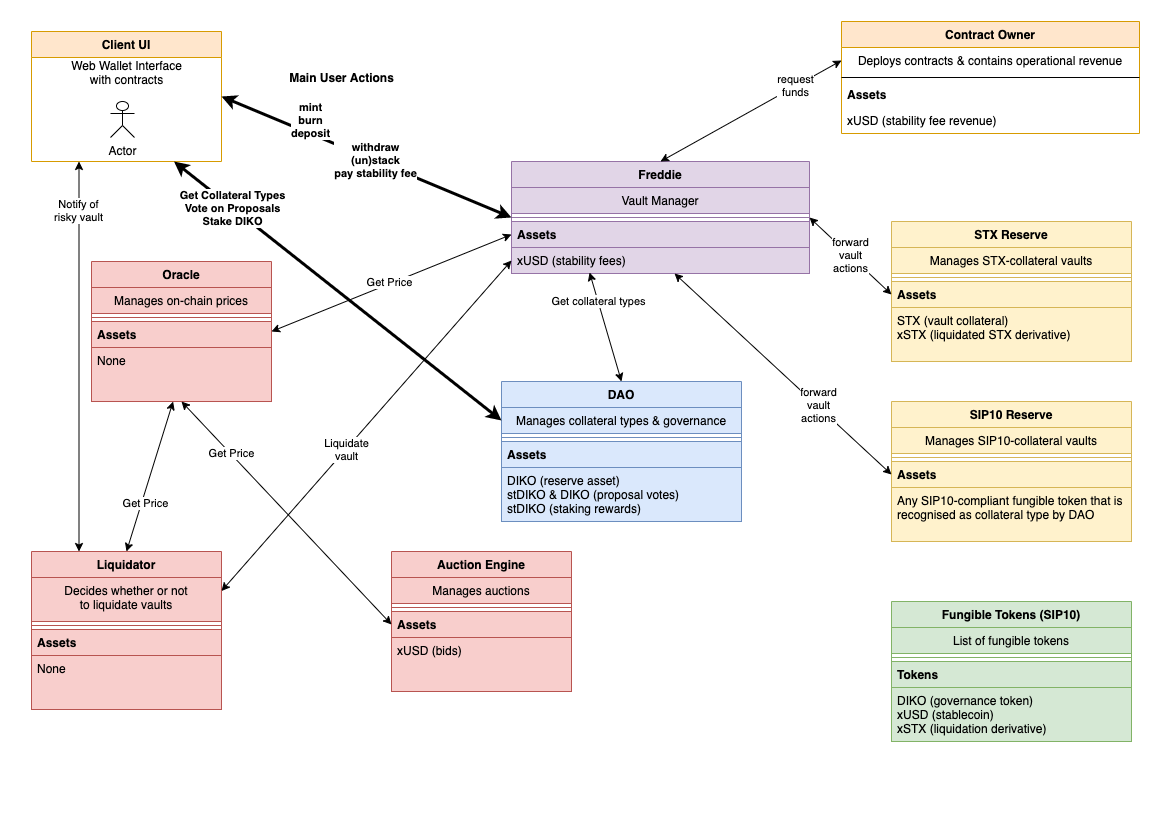 Client UI
Web Wallet Interface
with contracts
Actor
Main User Actions
mint
burn
deposit
withdraw
(un)stack
pay stability fee
request
funds
Contract Owner
Deploys contracts & contains operational revenue
Assets
xUSD (stability fee revenue)
Notify of
risky vault
Get Collateral Types
Vote on Proposals
Stake DIKO
Freddie
Vault Manager
Assets
xUSD (stability fees)
forward
vault
actions
STX Reserve
Manages STX-collateral vaults
Assets
STX (vault collateral)
xSTX (liquidated STX derivative)
Oracle
Manages on-chain prices
Assets
None
Get Price
Get collateral types
DAO
Manages collateral types & governance
Assets
DIKO (reserve asset)
stDIKO & DIKO (proposal votes)
stDIKO (staking rewards)
forward
vault
actions
SIP10 Reserve
Manages SIP10-collateral vaults
Assets
Any SIP10-compliant fungible token that is
recognised as collateral type by DAO
Get Price
Liquidate
vault
Get Price
Liquidator
Decides whether or not
to liquidate vaults
Assets
None
Auction Engine
Manages auctions
Assets
xUSD (bids)
Fungible Tokens (SIP10)
List of fungible tokens
Tokens
DIKO (governance token)
xUSD (stablecoin)
xSTX (liquidation derivative)